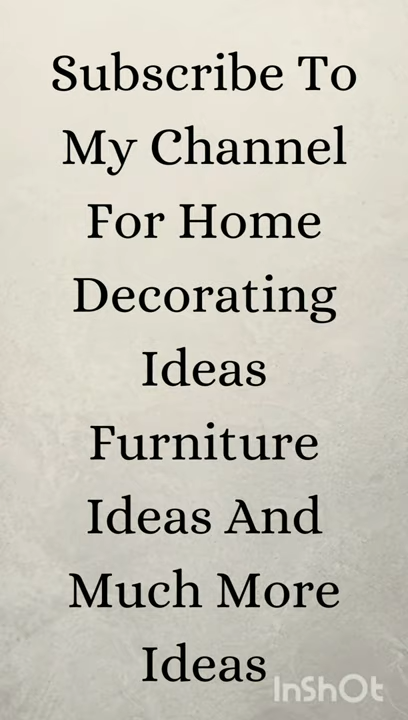 Subscribe To
My Channel
For Home
Decorating
Ideas
Furniture
Ideas And
Much More
Ideas
InShOt